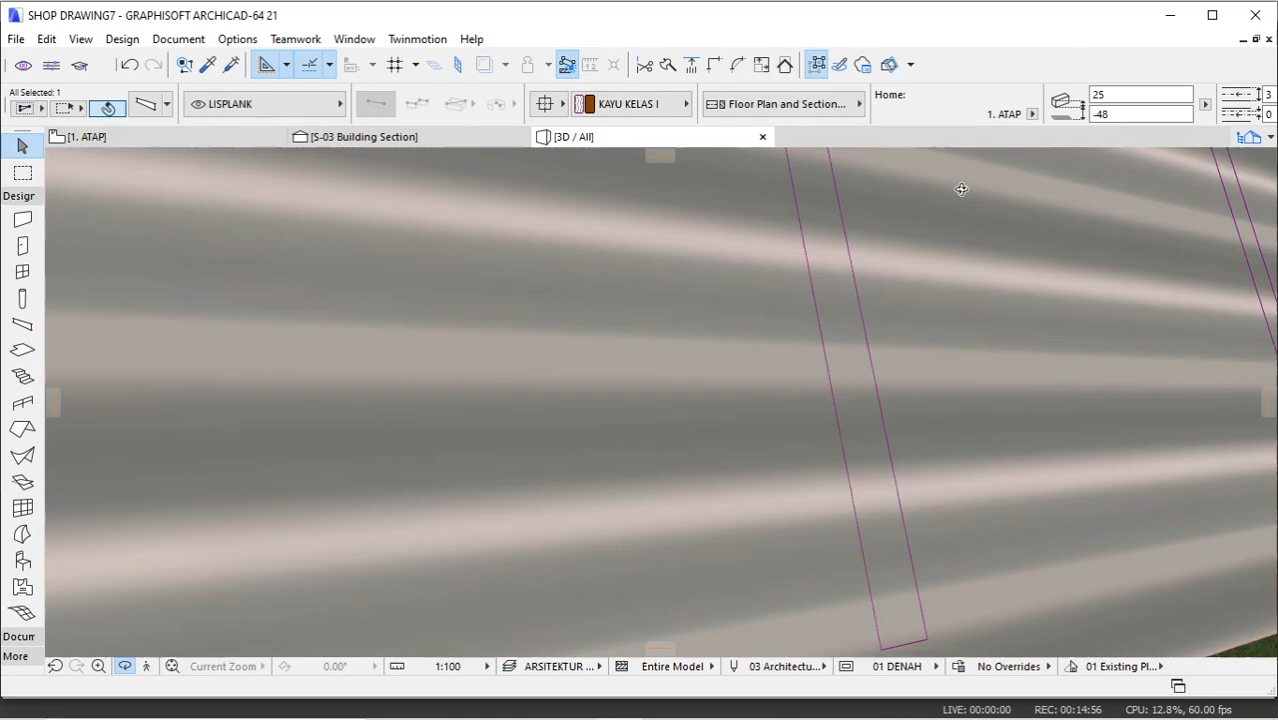 SHOP DRAWING7 - GRAPHISOFT ARCHICAD-64 21
File Edit View Design Document Options Teamwork Window Twinmotion Help
All Selected: 1
LISPLANK
KAYU KELAS I
Floor Plan and Section...
Home:
1. ATAP
25
-48
3
0
[1. ATAP]
[S-03 Building Section]
[3D / All]
Design
Docum
More
Current Zoom
0.00°
1:100
ARSITEKTUR ...
Entire Model
03 Architectu...
01 DENAH
No Overrides
01 Existing Pl...
LIVE: 00:00:00
REC: 00:14:56
CPU: 12.8%, 60.00 fps